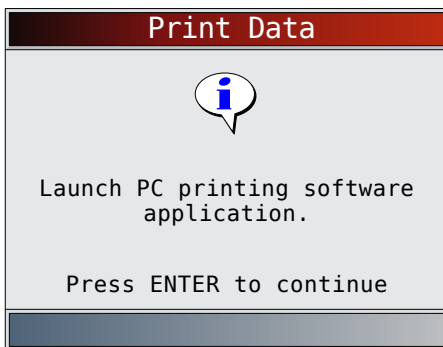 Print Data
i
Launch PC printing software
application.
Press ENTER to continue